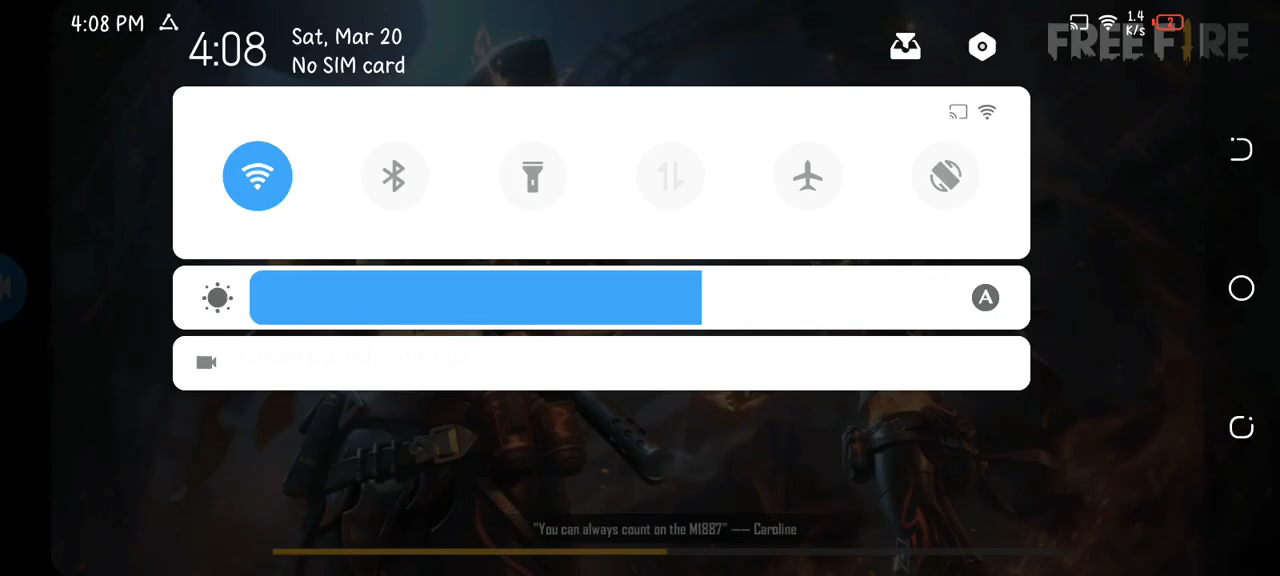 4:08 PM
1.4
K/s
2
4:08
Sat, Mar 20
No SIM card
FREE FIRE
A
"You can always count on the M1887" —— Caroline